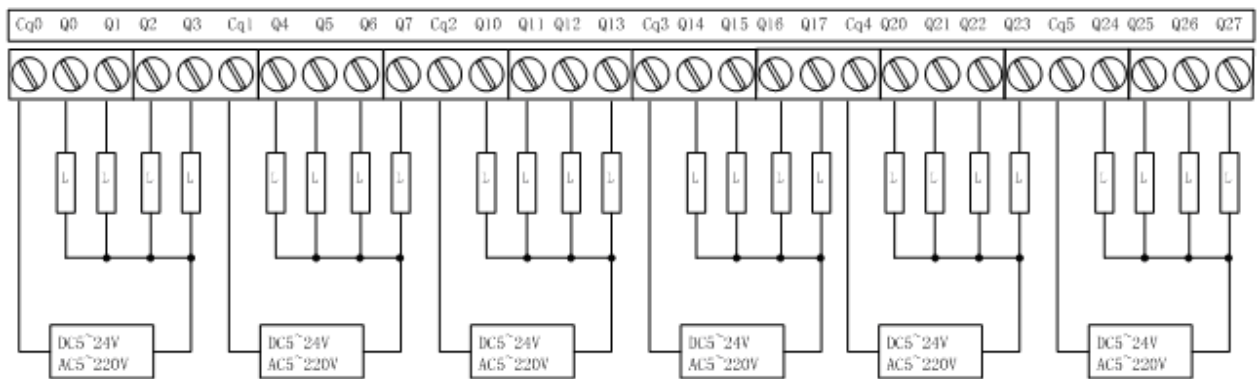 Cq0 Q0 Q1 Q2 Q3 Cq1 Q4 Q5 Q6 Q7 Cq2 Q10 Q11 Q12 Q13 Cq3 Q14 Q15 Q16 Q17 Cq4 Q20 Q21 Q22 Q23 Cq5 Q24 Q25 Q26 Q27
L L L L L L L L L L L L L L L L L L L L L L L L
DC5~24V DC5~24V DC5~24V DC5~24V DC5~24V DC5~24V
AC5~220V AC5~220V AC5~220V AC5~220V AC5~220V AC5~220V